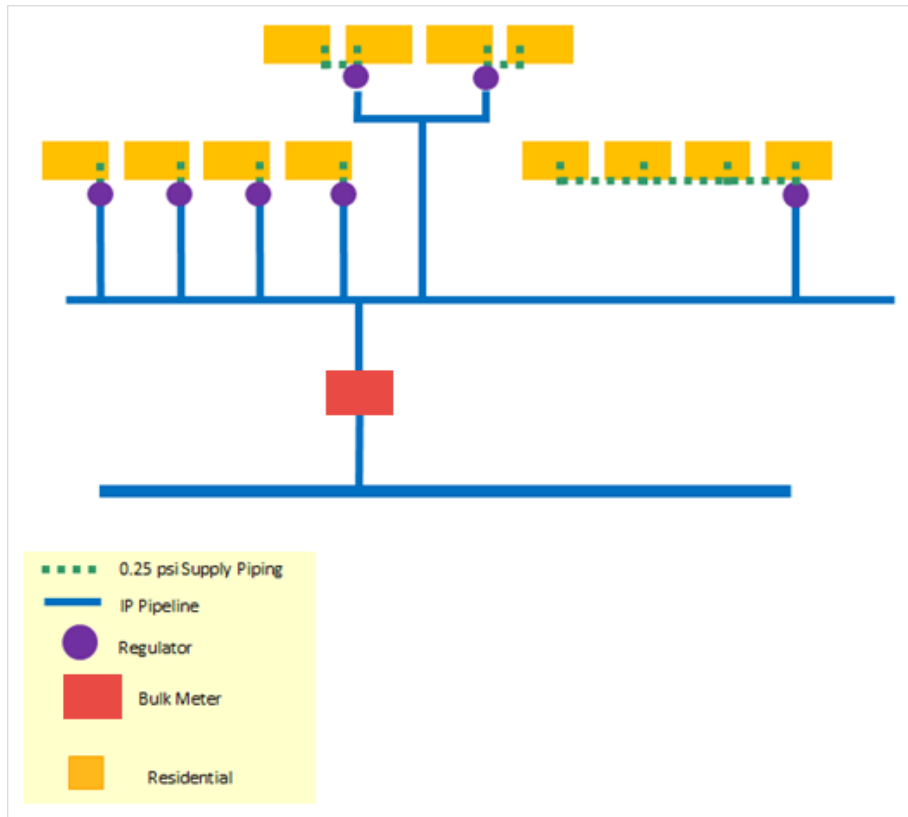 0.25 psi Supply Piping
IP Pipeline
Regulator
Bulk Meter
Residential